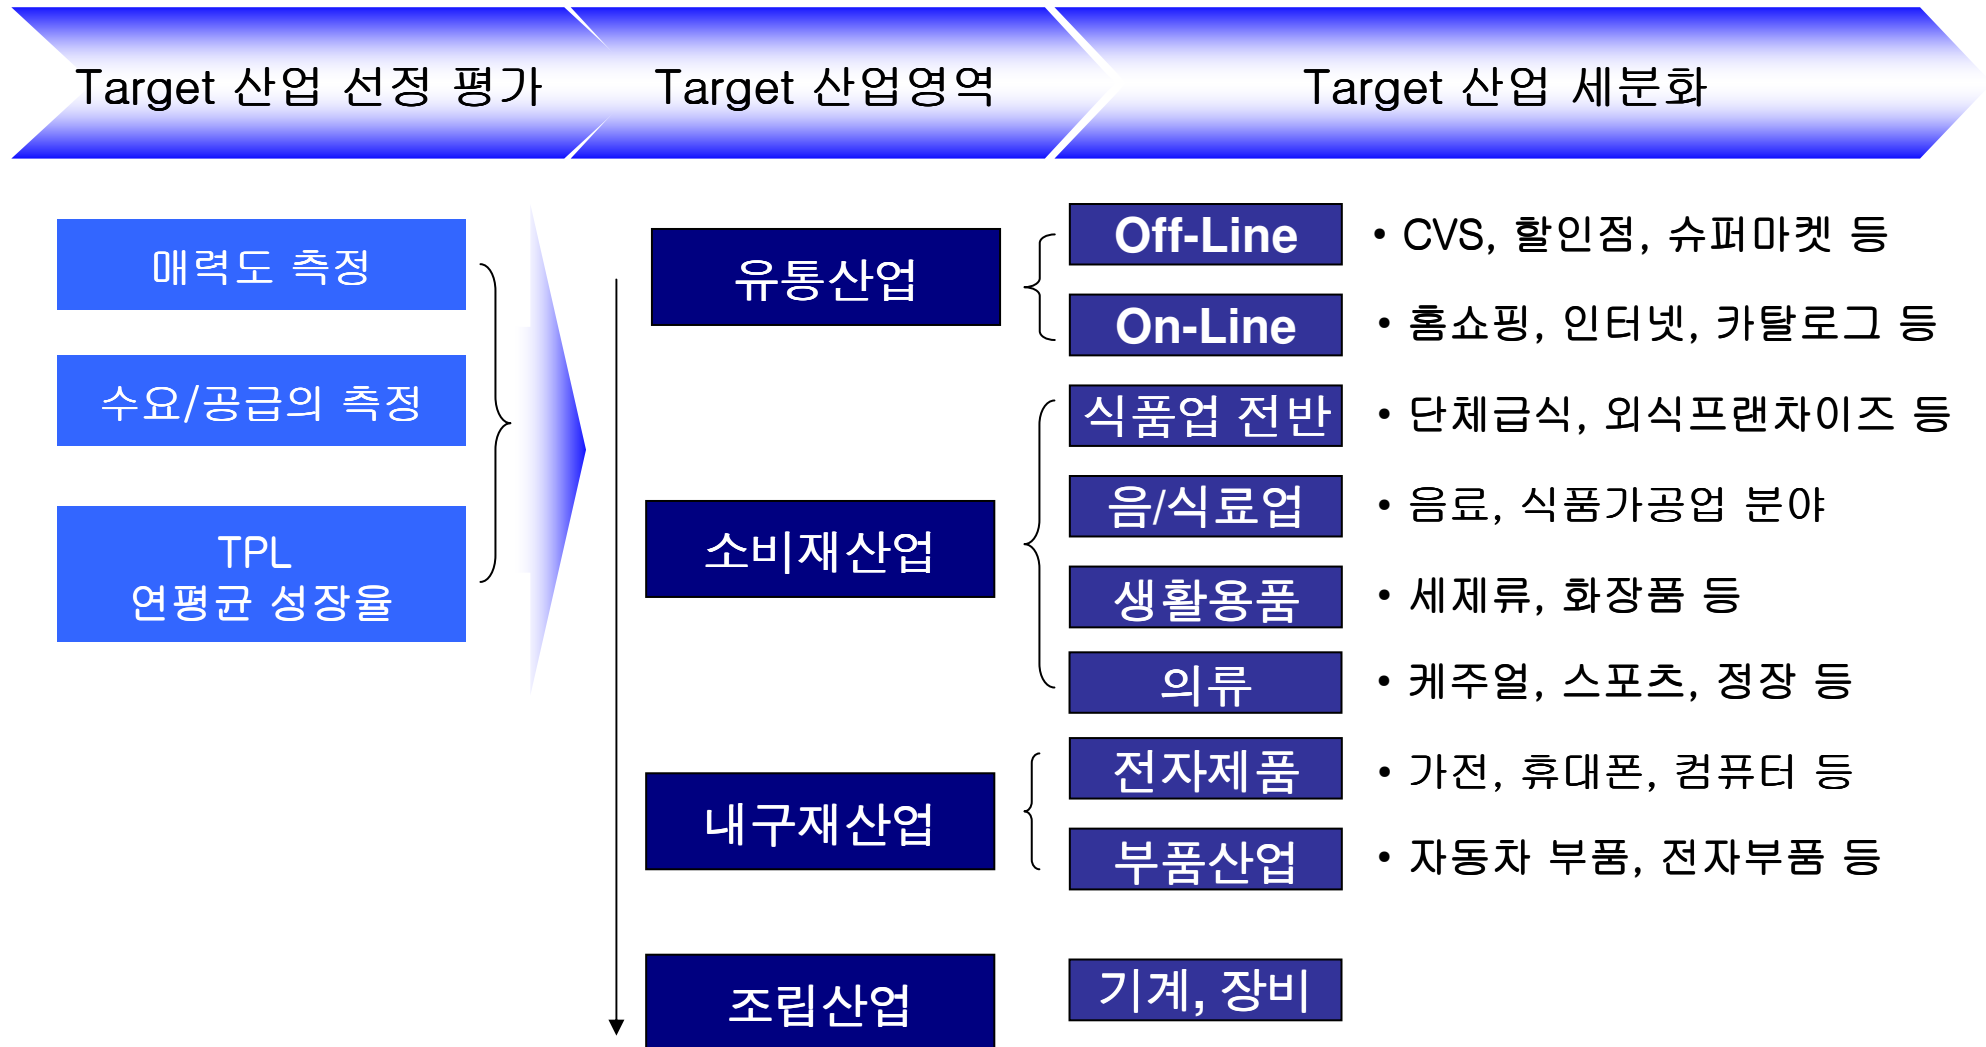 Target 산업 선정 평가
Target 산업영역
Target 산업 세분화
매력도 측정
수요/공급의 측정
TPL
연평균 성장율
유통산업
Off-Line
• CVS, 할인점, 슈퍼마켓 등
On-Line
• 홈쇼핑, 인터넷, 카탈로그 등
소비재산업
식품업 전반
• 단체급식, 외식프랜차이즈 등
음/식료업
• 음료, 식품가공업 분야
생활용품
• 세제류, 화장품 등
의류
• 케주얼, 스포츠, 정장 등
내구재산업
전자제품
• 가전, 휴대폰, 컴퓨터 등
부품산업
• 자동차 부품, 전자부품 등
조립산업
기계, 장비